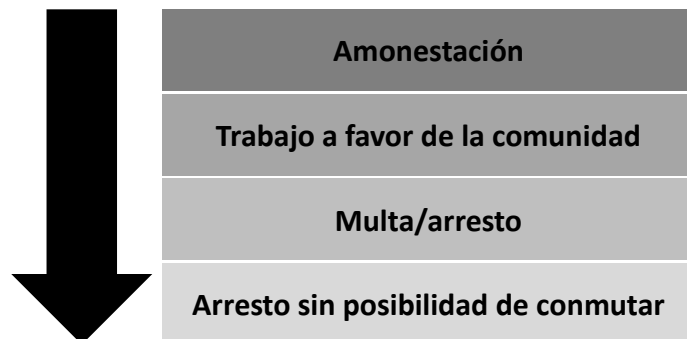 Amonestación
Trabajo a favor de la comunidad
Multa/arresto
Arresto sin posibilidad de conmutar